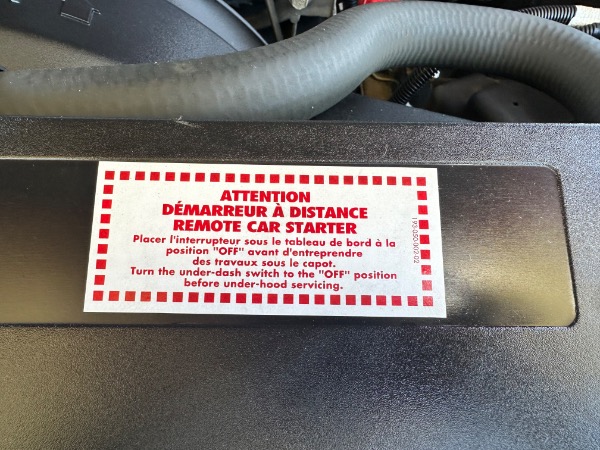 ATTENTION
DÉMARREUR À DISTANCE
REMOTE CAR STARTER
Placer l'interrupteur sous le tableau de bord à la
position "OFF" avant d'entreprendre
des travaux sous le capot.
Turn the under-dash switch to the "OFF" position
before under-hood servicing.